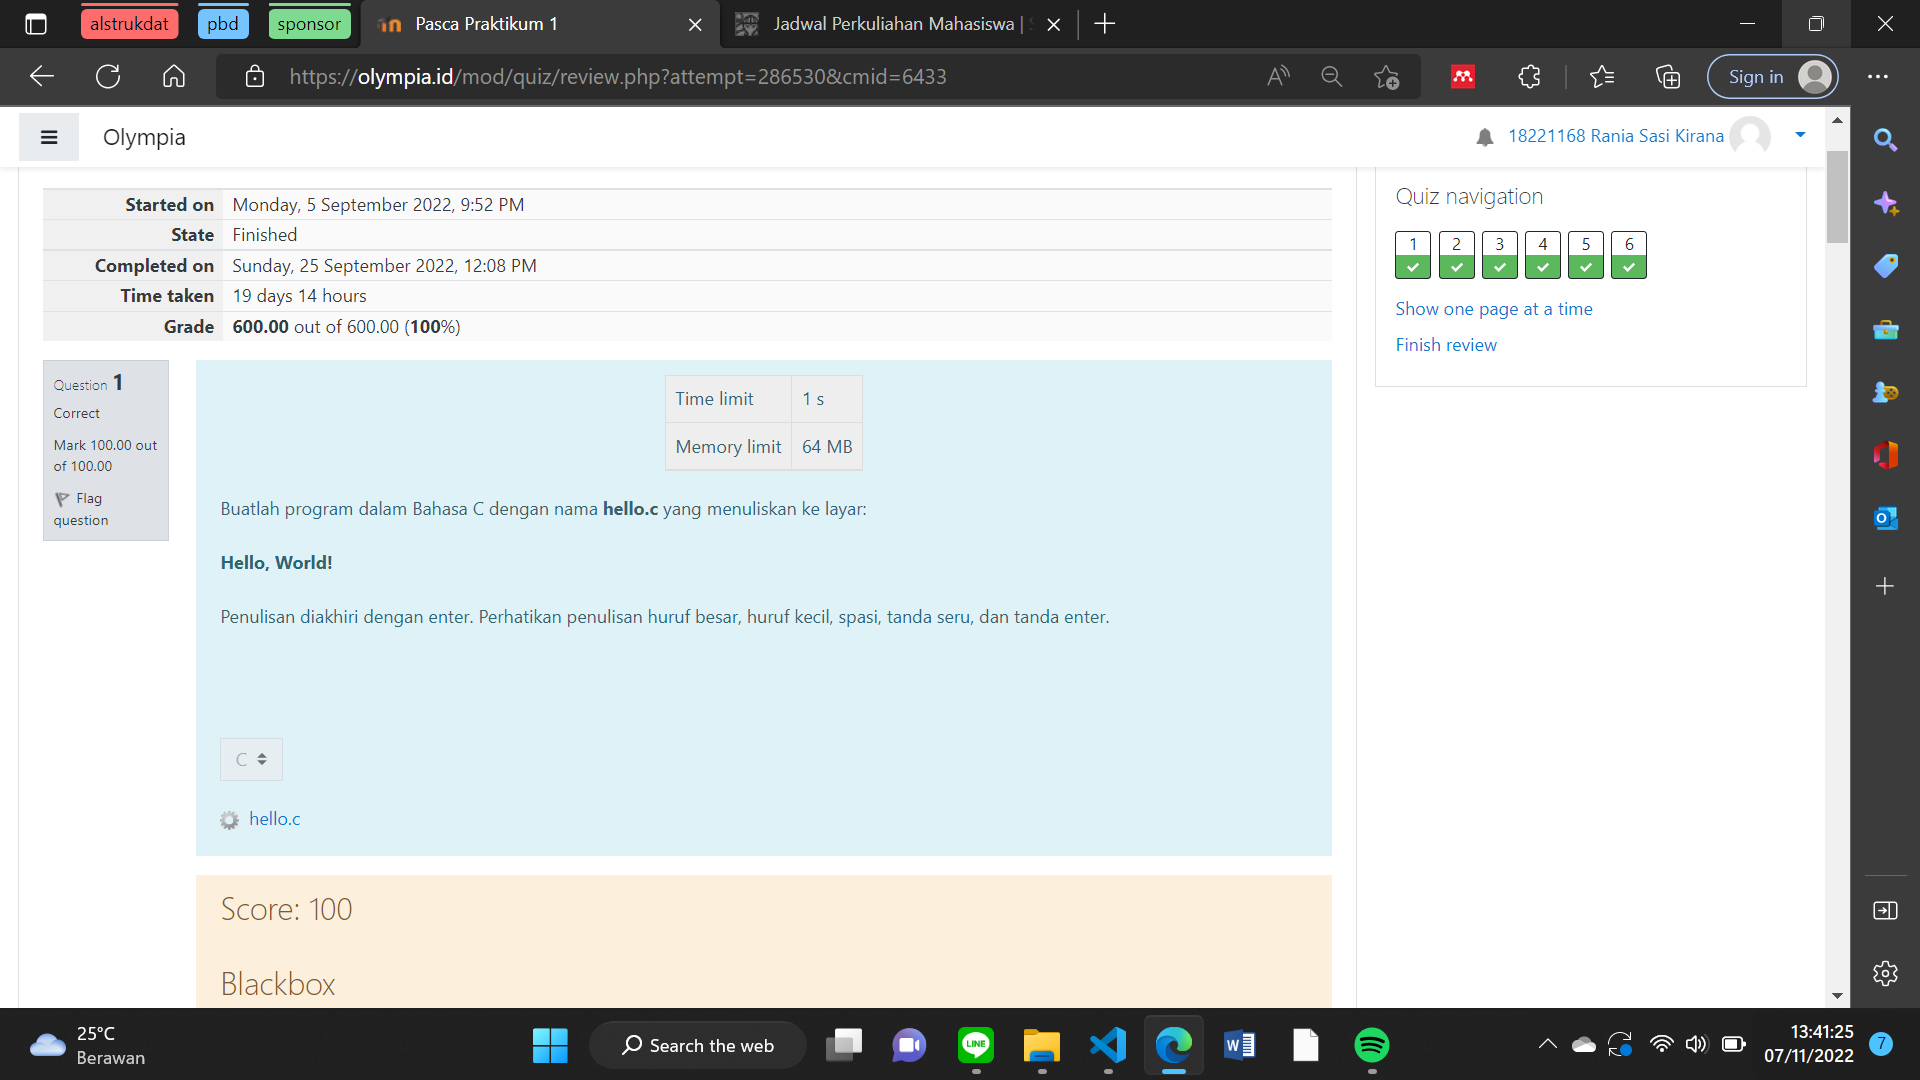 alstrukdat pbd sponsor Pasca Praktikum 1 Jadwal Perkuliahan Mahasiswa |
https://olympia.id/mod/quiz/review.php?attempt=286530&cmid=6433 Sign in
Olympia 18221168 Rania Sasi Kirana
Started on Monday, 5 September 2022, 9:52 PM
State Finished
Completed on Sunday, 25 September 2022, 12:08 PM
Time taken 19 days 14 hours
Grade 600.00 out of 600.00 (100%)
Quiz navigation
1 2 3 4 5 6
Show one page at a time
Finish review
Question 1
Correct
Mark 100.00 out
of 100.00
Flag
question
Time limit 1 s
Memory limit 64 MB
Buatlah program dalam Bahasa C dengan nama hello.c yang menuliskan ke layar:
Hello, World!
Penulisan diakhiri dengan enter. Perhatikan penulisan huruf besar, huruf kecil, spasi, tanda seru, dan tanda enter.
C
hello.c
Score: 100
Blackbox
25°C
Berawan
Search the web
LINE
13:41:25
07/11/2022
7